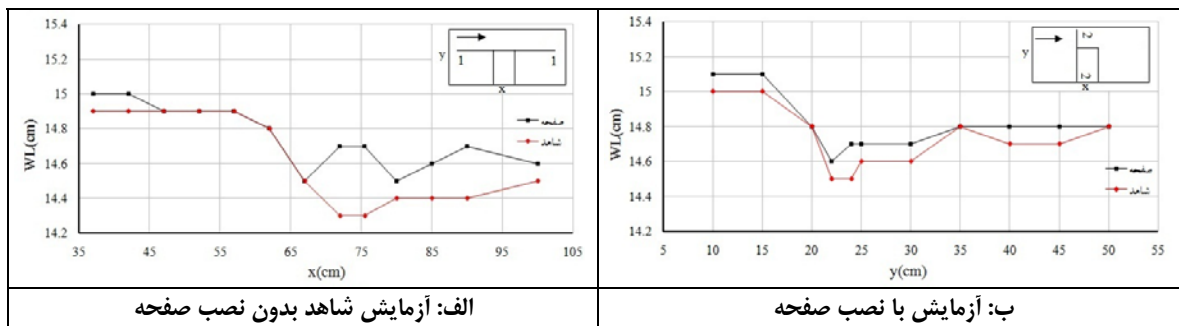 15.4
15.2
15
14.8
14.6
14.4
14.2
WL(cm)
35 45 55 65 75 85 95 105
x(cm)
y
1 1
x
صفحه
شاهد
15.4
15.2
15
14.8
14.6
14.4
14.2
WL(cm)
5 10 15 20 25 30 35 40 45 50 55
y(cm)
y
2
2
x
صفحه
شاهد
الف: آزمایش شاهد بدون نصب صفحه
ب: آزمایش با نصب صفحه